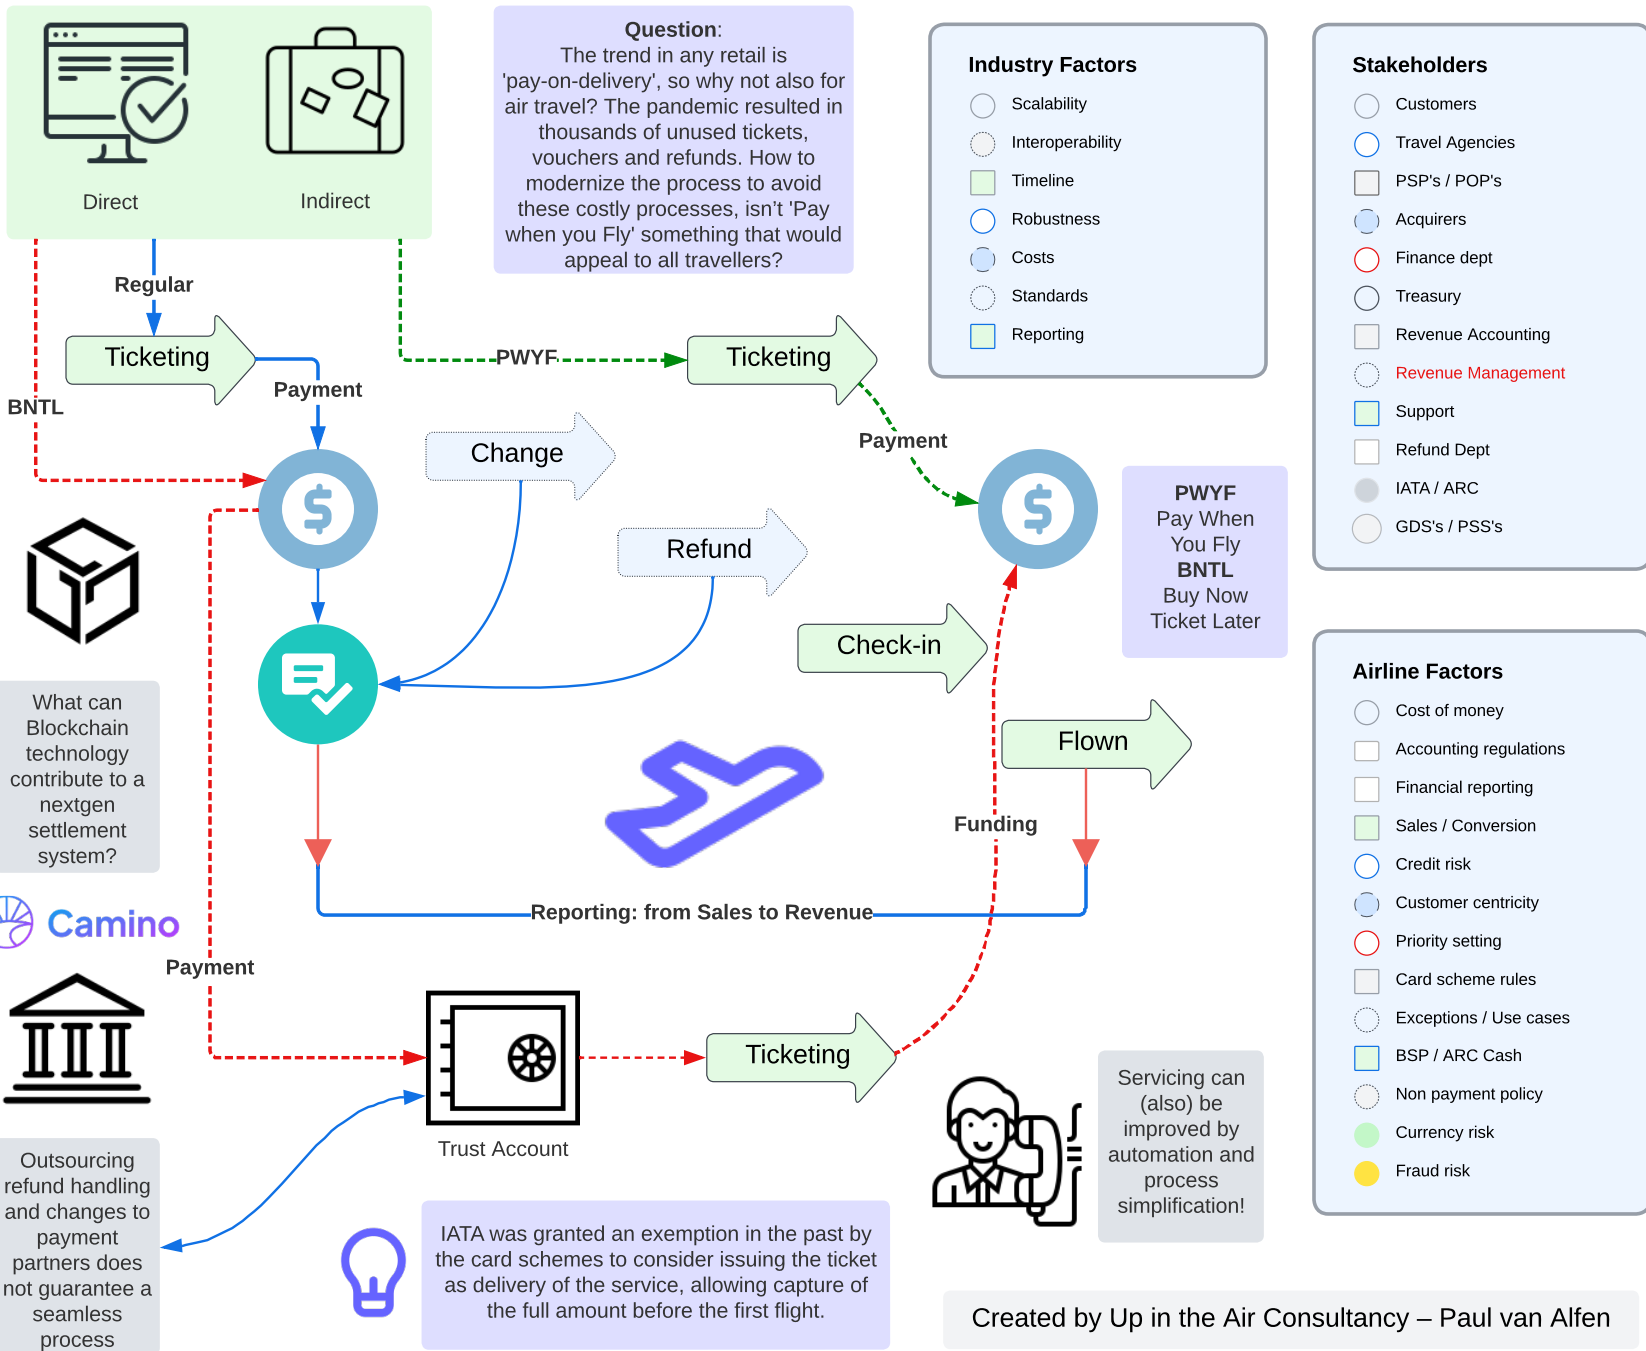 Direct
Indirect
Question:
The trend in any retail is
'pay-on-delivery', so why not also for
air travel? The pandemic resulted in
thousands of unused tickets,
vouchers and refunds. How to
modernize the process to avoid
these costly processes, isn’t 'Pay
when you Fly' something that would
appeal to all travellers?
Industry Factors
Scalability
Interoperability
Timeline
Robustness
Costs
Standards
Reporting
Stakeholders
Customers
Travel Agencies
PSP's / POP's
Acquirers
Finance dept
Treasury
Revenue Accounting
Revenue Management
Support
Refund Dept
IATA / ARC
GDS's / PSS's
Regular
Ticketing
Payment
BNTL
PWYF
Ticketing
Payment
Change
Refund
Check-in
Flown
PWYF
Pay When
You Fly
BNTL
Buy Now
Ticket Later
What can
Blockchain
technology
contribute to a
nextgen
settlement
system?
Camino
Funding
Reporting: from Sales to Revenue
Payment
Trust Account
Ticketing
Airline Factors
Cost of money
Accounting regulations
Financial reporting
Sales / Conversion
Credit risk
Customer centricity
Priority setting
Card scheme rules
Exceptions / Use cases
BSP / ARC Cash
Non payment policy
Currency risk
Fraud risk
Servicing can
(also) be
improved by
automation and
process
simplification!
Outsourcing
refund handling
and changes to
payment
partners does
not guarantee a
seamless
process
IATA was granted an exemption in the past by
the card schemes to consider issuing the ticket
as delivery of the service, allowing capture of
the full amount before the first flight.
Created by Up in the Air Consultancy – Paul van Alfen